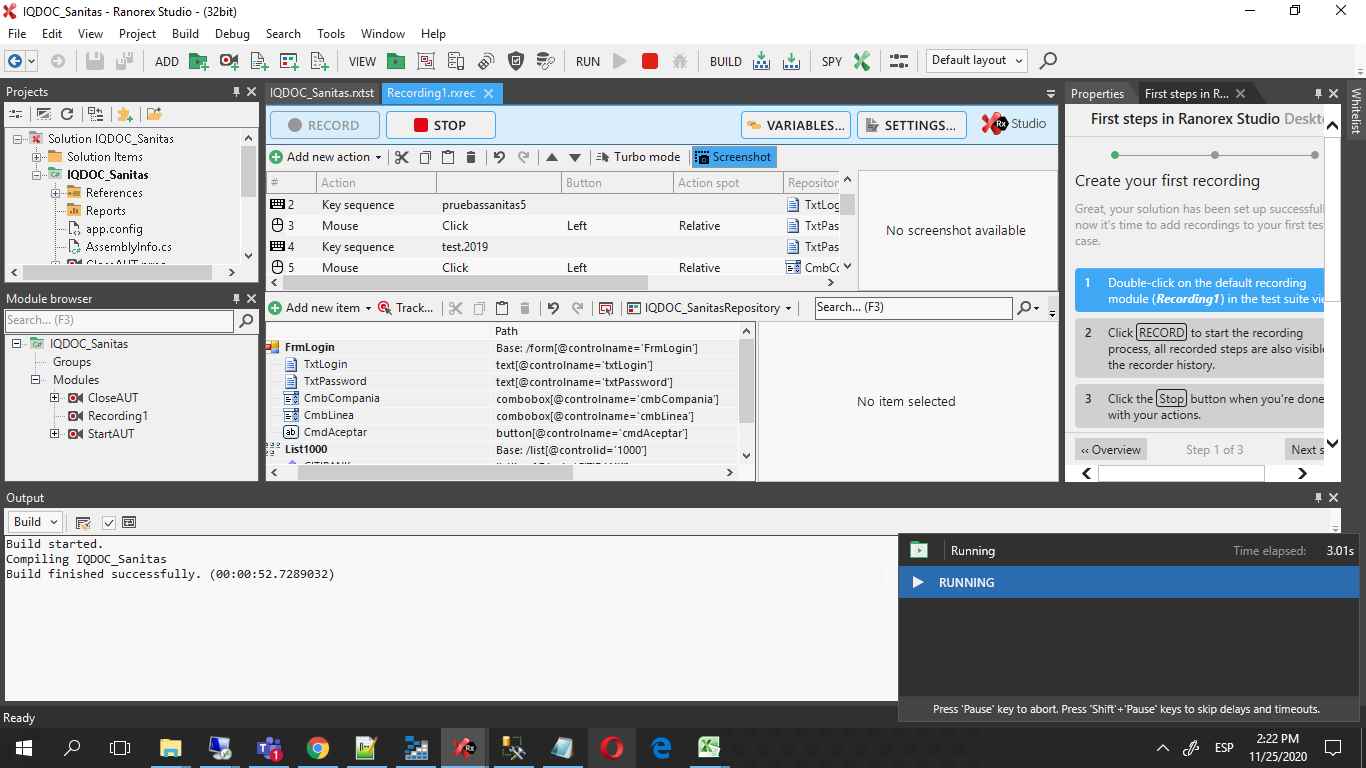 IQDOC_Sanitas - Ranorex Studio - (32bit)
File Edit View Project Build Debug Search Tools Window Help
ADD VIEW RUN BUILD SPY Default layout
Projects
Solution IQDOC_Sanitas
Solution Items
IQDOC_Sanitas
References
Reports
app.config
AssemblyInfo.cs
Module browser
Search... (F3)
IQDOC_Sanitas
Groups
Modules
CloseAUT
Recording1
StartAUT
IQDOC_Sanitas.rxtst Recording1.rxrec
RECORD STOP VARIABLES... SETTINGS... Rx Studio
Add new action Turbo mode Screenshot
# Action Button Action spot Repositor
2 Key sequence pruebassanitas5 TxtLog
3 Mouse Click Left Relative TxtPas
4 Key sequence test.2019 TxtPas
5 Mouse Click Left Relative CmbCo
No screenshot available
Add new item Track... IQDOC_SanitasRepository Search... (F3)
Path
FrmLogin Base: /form[@controlname='FrmLogin']
TxtLogin text[@controlname='txtLogin']
TxtPassword text[@controlname='txtPassword']
CmbCompania combobox[@controlname='cmbCompania']
CmbLinea combobox[@controlname='cmbLinea']
ab CmdAceptar button[@controlname='cmdAceptar']
List1000 Base: /list[@controlid='1000']
No item selected
Properties First steps in R...
Whitelist
First steps in Ranorex Studio Deskto
Create your first recording
Great, your solution has been set up successfull
now it's time to add recordings to your first tes
case.
1 Double-click on the default recording
module (Recording1) in the test suite vie
2 Click RECORD to start the recording
process, all recorded steps are also visible
the recorder history.
3 Click the Stop button when you're done
with your actions.
‹‹ Overview Step 1 of 3 Next s
Output
Build
Build started.
Compiling IQDOC_Sanitas
Build finished successfully. (00:00:52.7289032)
Running Time elapsed: 3.01s
RUNNING
Press 'Pause' key to abort. Press 'Shift'+'Pause' keys to skip delays and timeouts.
Ready
1
ESP
2:22 PM
11/25/2020